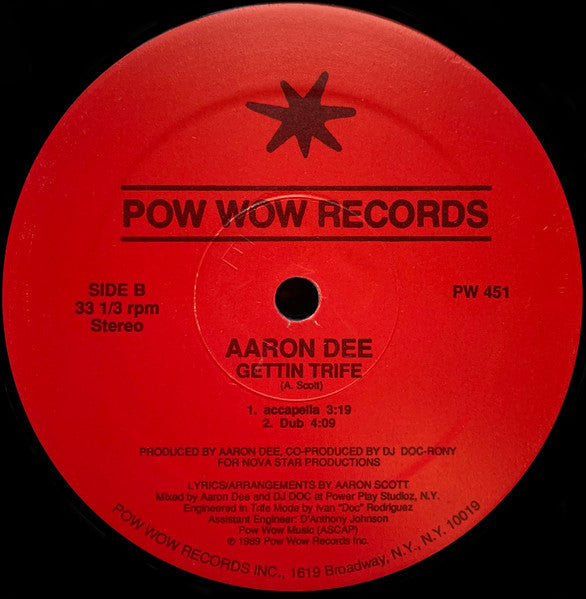 POW WOW RECORDS
SIDE B
33 1/3 rpm
Stereo
PW 451
AARON DEE
GETTIN TRIFE
(A. Scott)
1. accapella 3:19
2. Dub 4:09
PRODUCED BY AARON DEE, CO-PRODUCED BY DJ DOC-RONY
FOR NOVA STAR PRODUCTIONS
LYRICS/ARRANGEMENTS BY AARON SCOTT
Mixed by Aaron Dee and DJ DOC at Power Play Studioz, N.Y.
Engineered in Trife Mode by Ivan "Doc" Rodriguez
Assistant Engineer: D'Anthony Johnson
Pow Wow Music (ASCAP)
℗ 1989 Pow Wow Records Inc.
POW WOW RECORDS INC., 1619 Broadway, N.Y., N.Y. 10019